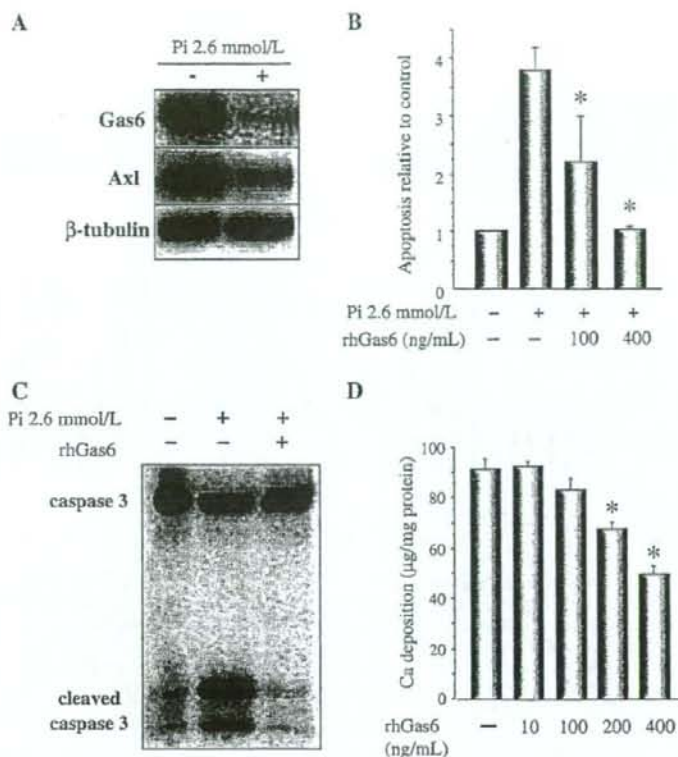 A
Pi 2.6 mmol/L
- +
Gas6
Axl
β-tubulin
B
Apoptosis relative to control
4
3
2
1
0
Pi 2.6 mmol/L − + + +
rhGas6 (ng/mL) − − 100 400
* *
C
Pi 2.6 mmol/L − + +
rhGas6 − − +
caspase 3
cleaved
caspase 3
D
Ca deposition (μg/mg protein)
100
80
60
40
20
0
* *
rhGas6 − 10 100 200 400
(ng/mL)